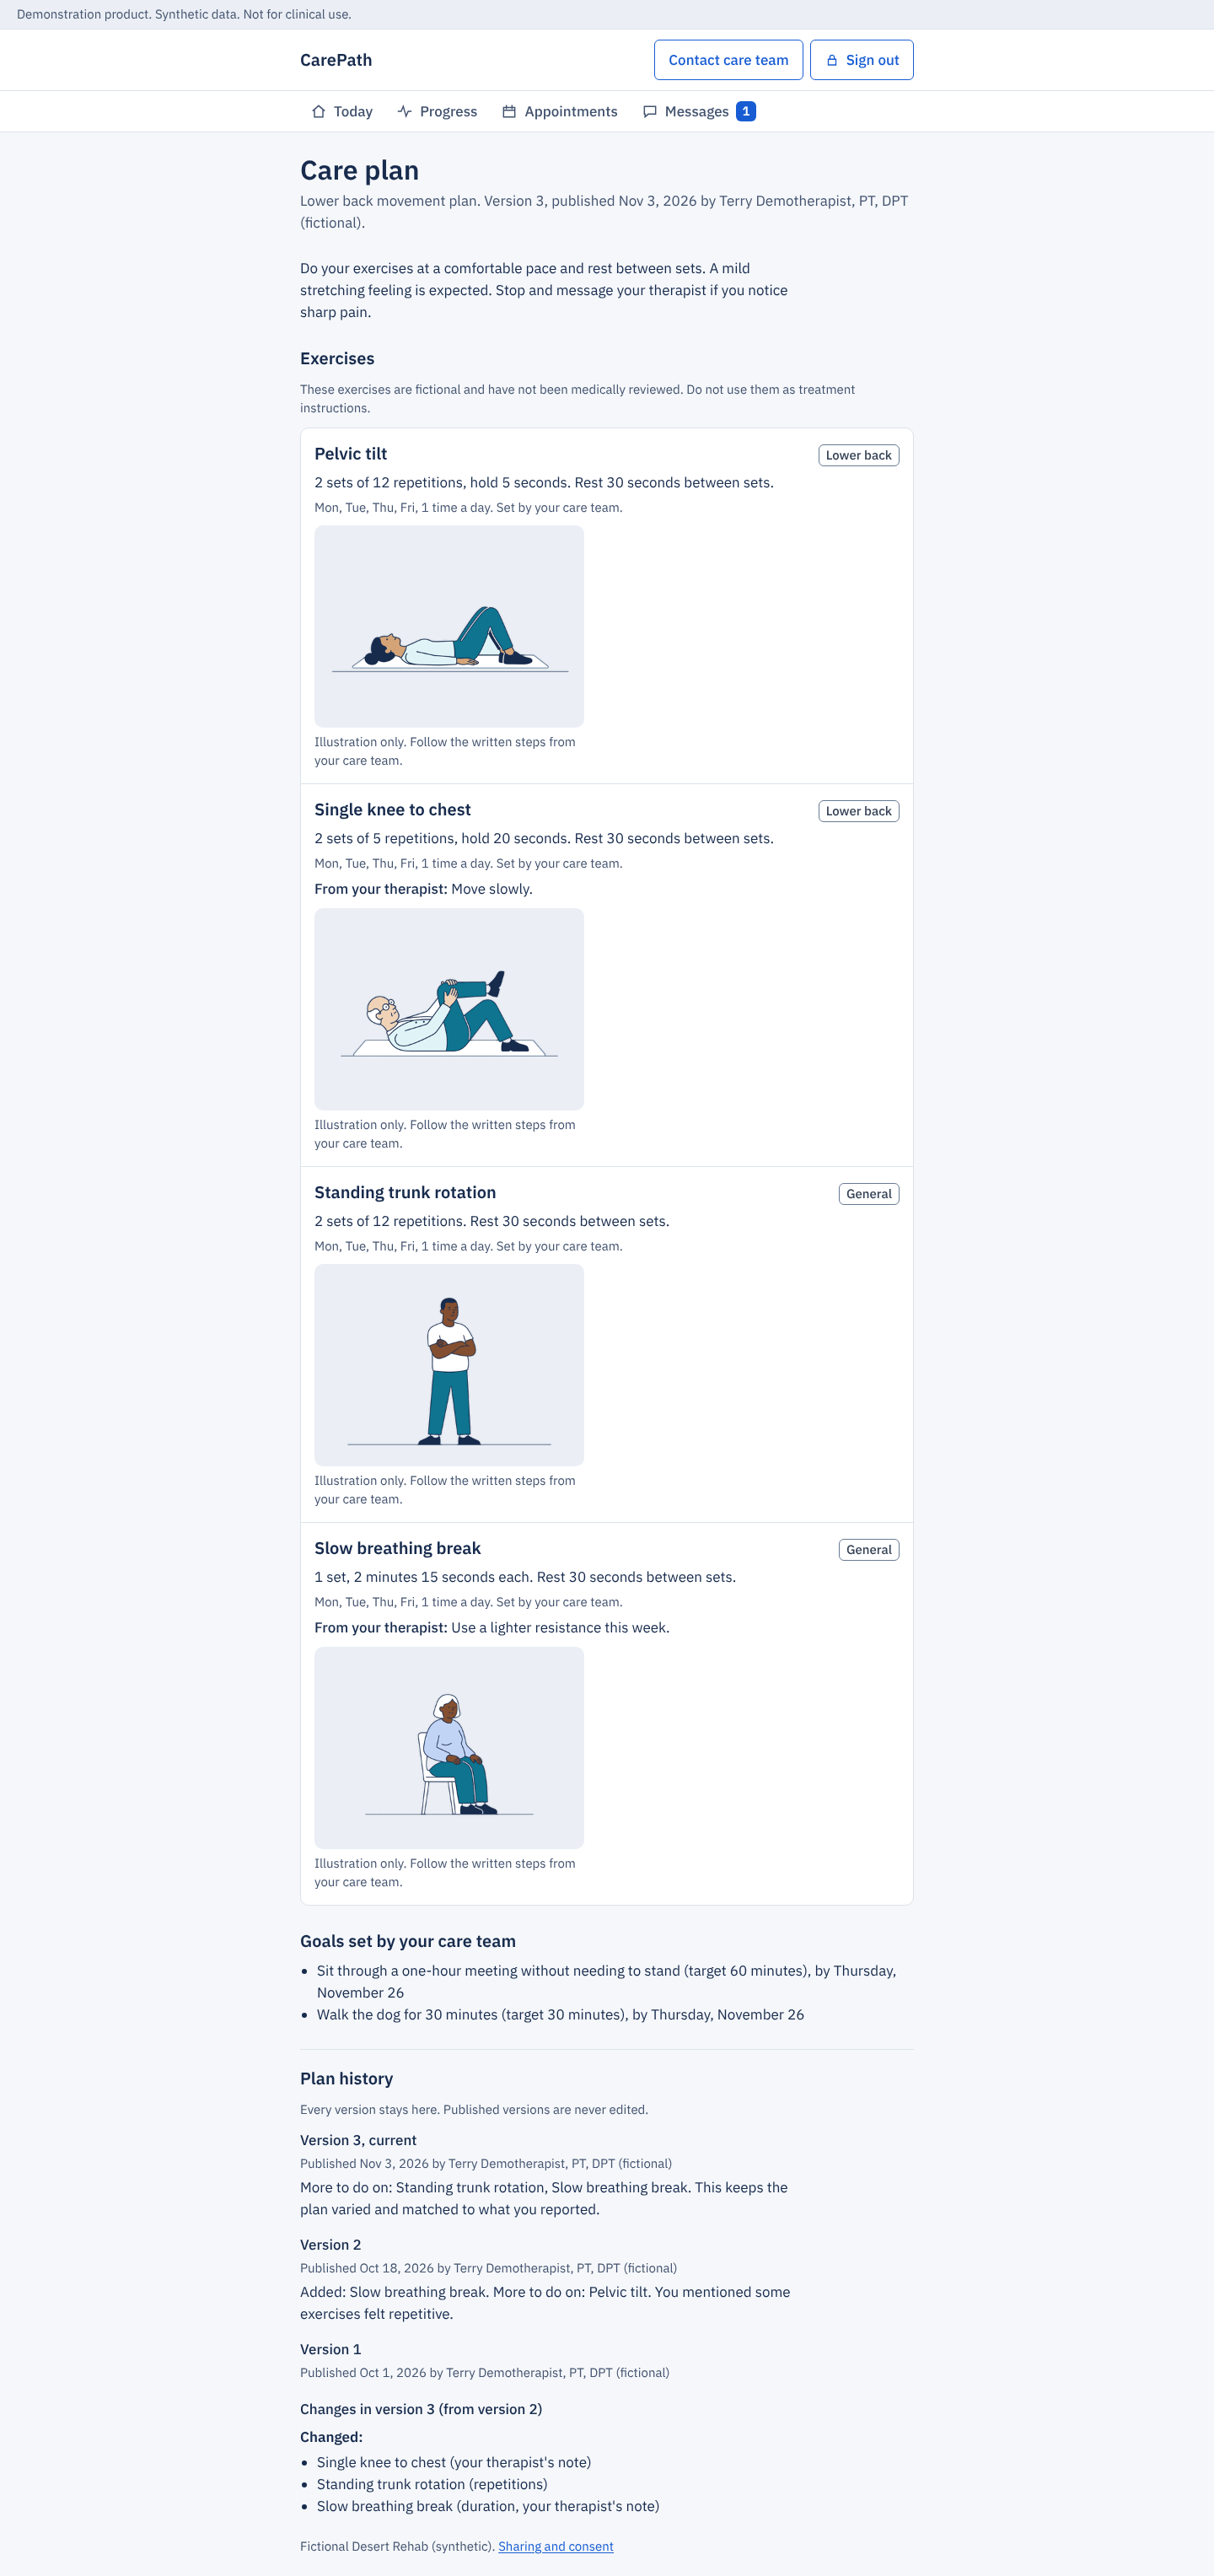 Demonstration product. Synthetic data. Not for clinical use.
CarePath
Contact care team
Sign out
Today
Progress
Appointments
Messages 1
Care plan
Lower back movement plan. Version 3, published Nov 3, 2026 by Terry Demotherapist, PT, DPT
(fictional).
Do your exercises at a comfortable pace and rest between sets. A mild
stretching feeling is expected. Stop and message your therapist if you notice
sharp pain.
Exercises
These exercises are fictional and have not been medically reviewed. Do not use them as treatment
instructions.
Pelvic tilt
Lower back
2 sets of 12 repetitions, hold 5 seconds. Rest 30 seconds between sets.
Mon, Tue, Thu, Fri, 1 time a day. Set by your care team.
Illustration only. Follow the written steps from
your care team.
Single knee to chest
Lower back
2 sets of 5 repetitions, hold 20 seconds. Rest 30 seconds between sets.
Mon, Tue, Thu, Fri, 1 time a day. Set by your care team.
From your therapist: Move slowly.
Illustration only. Follow the written steps from
your care team.
Standing trunk rotation
General
2 sets of 12 repetitions. Rest 30 seconds between sets.
Mon, Tue, Thu, Fri, 1 time a day. Set by your care team.
Illustration only. Follow the written steps from
your care team.
Slow breathing break
General
1 set, 2 minutes 15 seconds each. Rest 30 seconds between sets.
Mon, Tue, Thu, Fri, 1 time a day. Set by your care team.
From your therapist: Use a lighter resistance this week.
Illustration only. Follow the written steps from
your care team.
Goals set by your care team
• Sit through a one-hour meeting without needing to stand (target 60 minutes), by Thursday,
November 26
• Walk the dog for 30 minutes (target 30 minutes), by Thursday, November 26
Plan history
Every version stays here. Published versions are never edited.
Version 3, current
Published Nov 3, 2026 by Terry Demotherapist, PT, DPT (fictional)
More to do on: Standing trunk rotation, Slow breathing break. This keeps the
plan varied and matched to what you reported.
Version 2
Published Oct 18, 2026 by Terry Demotherapist, PT, DPT (fictional)
Added: Slow breathing break. More to do on: Pelvic tilt. You mentioned some
exercises felt repetitive.
Version 1
Published Oct 1, 2026 by Terry Demotherapist, PT, DPT (fictional)
Changes in version 3 (from version 2)
Changed:
• Single knee to chest (your therapist's note)
• Standing trunk rotation (repetitions)
• Slow breathing break (duration, your therapist's note)
Fictional Desert Rehab (synthetic). Sharing and consent